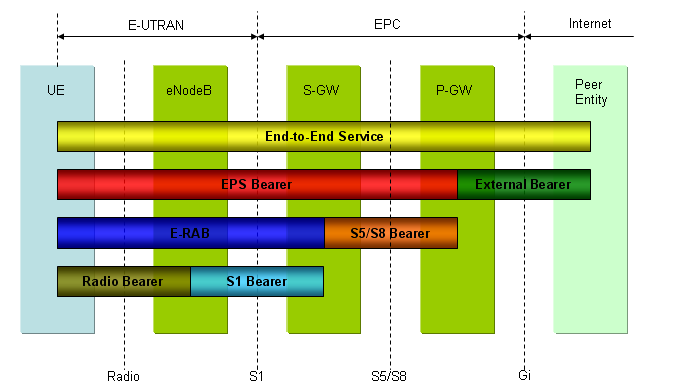 E-UTRAN
EPC
Internet
UE
eNodeB
S-GW
P-GW
Peer
Entity
End-to-End Service
EPS Bearer
External Bearer
E-RAB
S5/S8 Bearer
Radio Bearer
S1 Bearer
Radio
S1
S5/S8
Gi